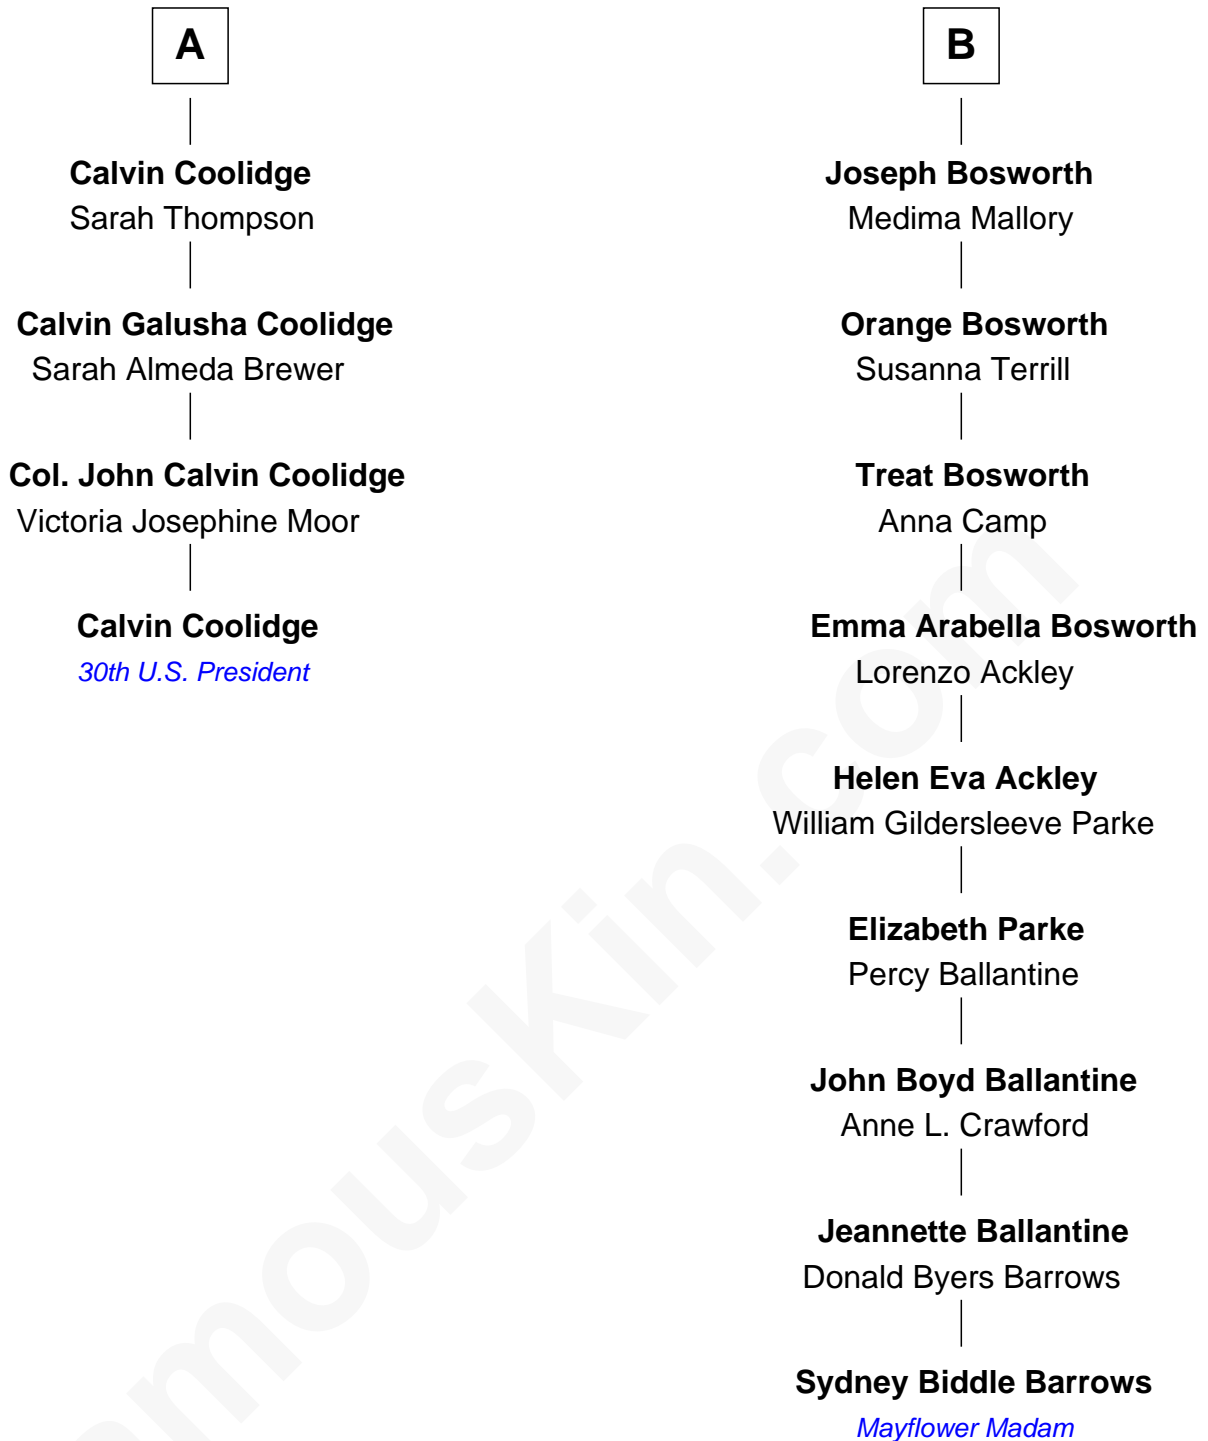 A
Calvin Coolidge
Sarah Thompson
Calvin Galusha Coolidge
Sarah Almeda Brewer
Col. John Calvin Coolidge
Victoria Josephine Moor
Calvin Coolidge
30th U.S. President
B
Joseph Bosworth
Medima Mallory
Orange Bosworth
Susanna Terrill
Treat Bosworth
Anna Camp
Emma Arabella Bosworth
Lorenzo Ackley
Helen Eva Ackley
William Gildersleeve Parke
Elizabeth Parke
Percy Ballantine
John Boyd Ballantine
Anne L. Crawford
Jeannette Ballantine
Donald Byers Barrows
Sydney Biddle Barrows
Mayflower Madam
amouskin.com